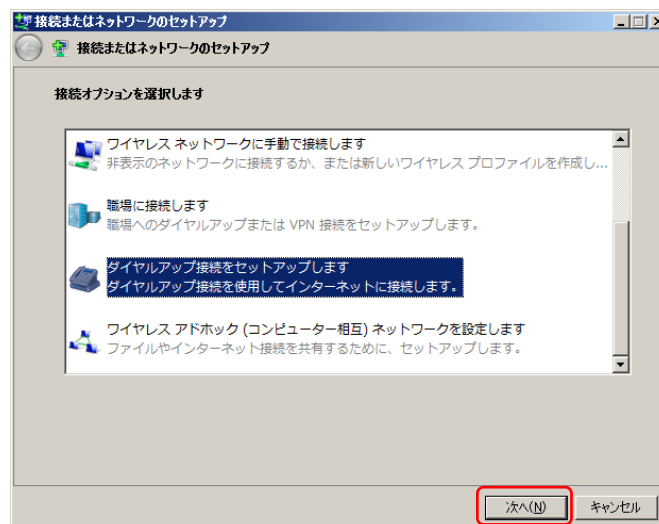 接続またはネットワークのセットアップ
接続またはネットワークのセットアップ
接続オプションを選択します
ワイヤレス ネットワークに手動で接続します
非表示のネットワークに接続するか、または新しいワイヤレス プロファイルを作成し...
職場に接続します
職場へのダイヤルアップまたは VPN 接続をセットアップします。
ダイヤルアップ接続をセットアップします
ダイヤルアップ接続を使用してインターネットに接続します。
ワイヤレス アドホック (コンピューター相互) ネットワークを設定します
ファイルやインターネット接続を共有するために、セットアップします。
次へ(N) キャンセル